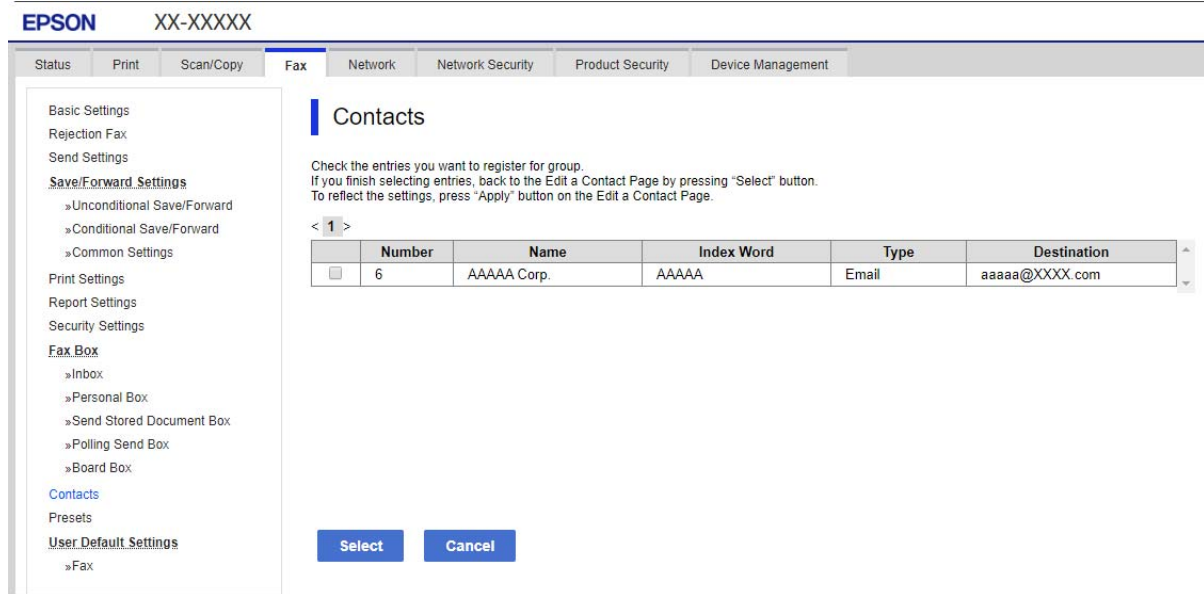 EPSON XX-XXXXX
Status Print Scan/Copy Fax Network Network Security Product Security Device Management
Basic Settings
Rejection Fax
Send Settings
Save/Forward Settings
»Unconditional Save/Forward
»Conditional Save/Forward
»Common Settings
Print Settings
Report Settings
Security Settings
Fax Box
»Inbox
»Personal Box
»Send Stored Document Box
»Polling Send Box
»Board Box
Contacts
Presets
User Default Settings
»Fax
Contacts
Check the entries you want to register for group.
If you finish selecting entries, back to the Edit a Contact Page by pressing “Select” button.
To reflect the settings, press “Apply” button on the Edit a Contact Page.
< 1 >
Number Name Index Word Type Destination
6 AAAAA Corp. AAAAA Email aaaaa@XXXX.com
Select Cancel